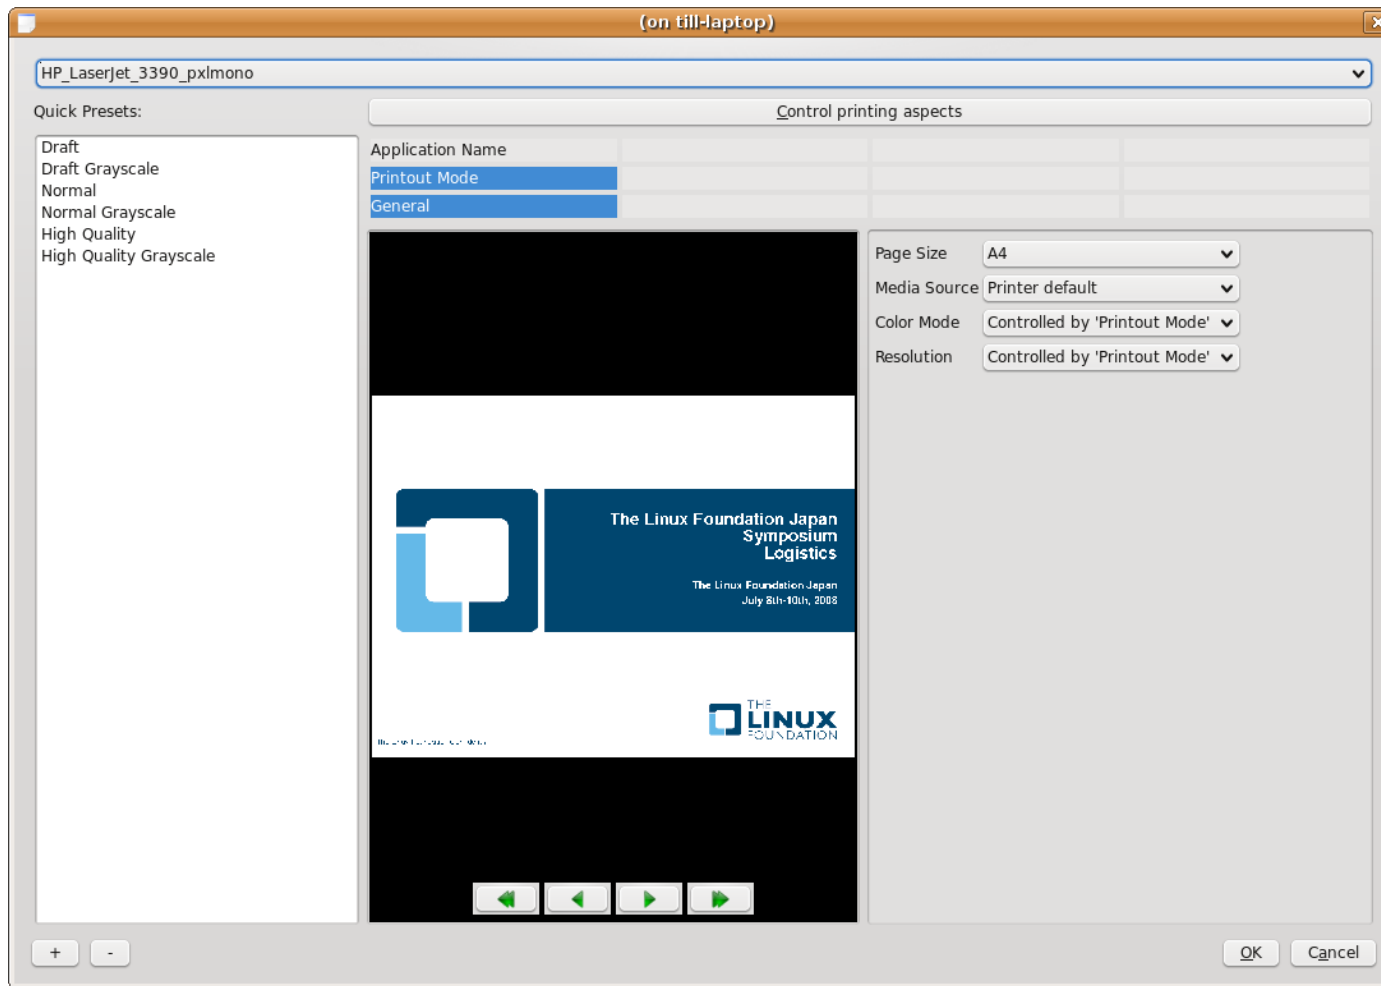 (on till-laptop)
HP_LaserJet_3390_pxlmono
Quick Presets:
Control printing aspects
Draft
Draft Grayscale
Normal
Normal Grayscale
High Quality
High Quality Grayscale
Application Name
Printout Mode
General
Page Size A4
Media Source Printer default
Color Mode Controlled by 'Printout Mode'
Resolution Controlled by 'Printout Mode'
The Linux Foundation Japan
Symposium
Logistics
The Linux Foundation Japan
July 8th-10th, 2008
THE
LINUX
FOUNDATION
+
-
OK
Cancel